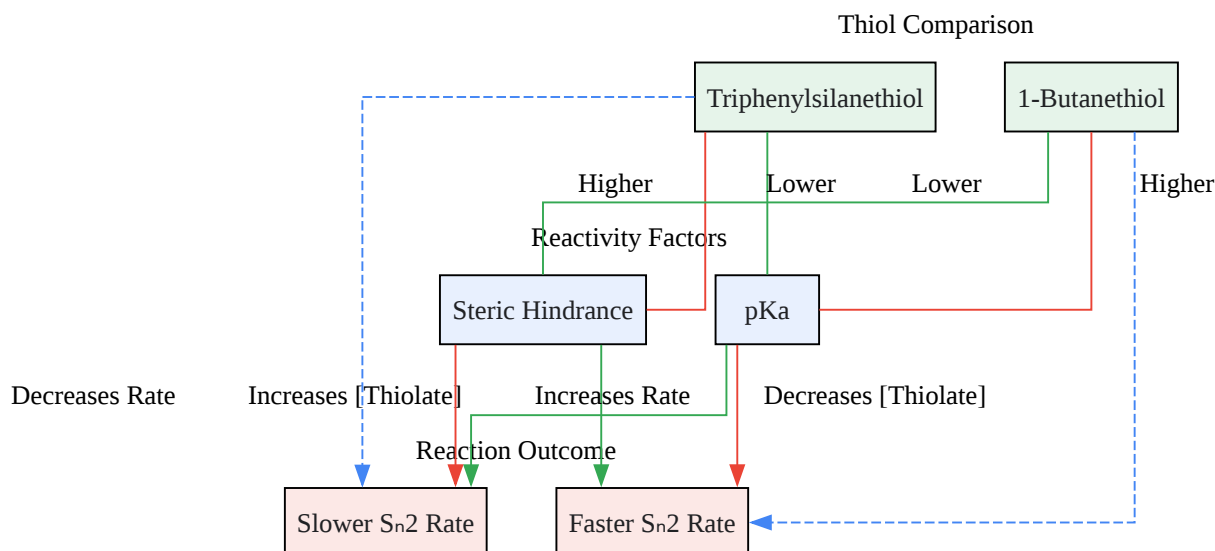 Thiol Comparison
Triphenylsilanethiol
1-Butanethiol
Higher
Lower
Lower
Higher
Reactivity Factors
Steric Hindrance
pKa
Decreases Rate
Increases [Thiolate]
Increases Rate
Decreases [Thiolate]
Reaction Outcome
Slower Sₙ2 Rate
Faster Sₙ2 Rate